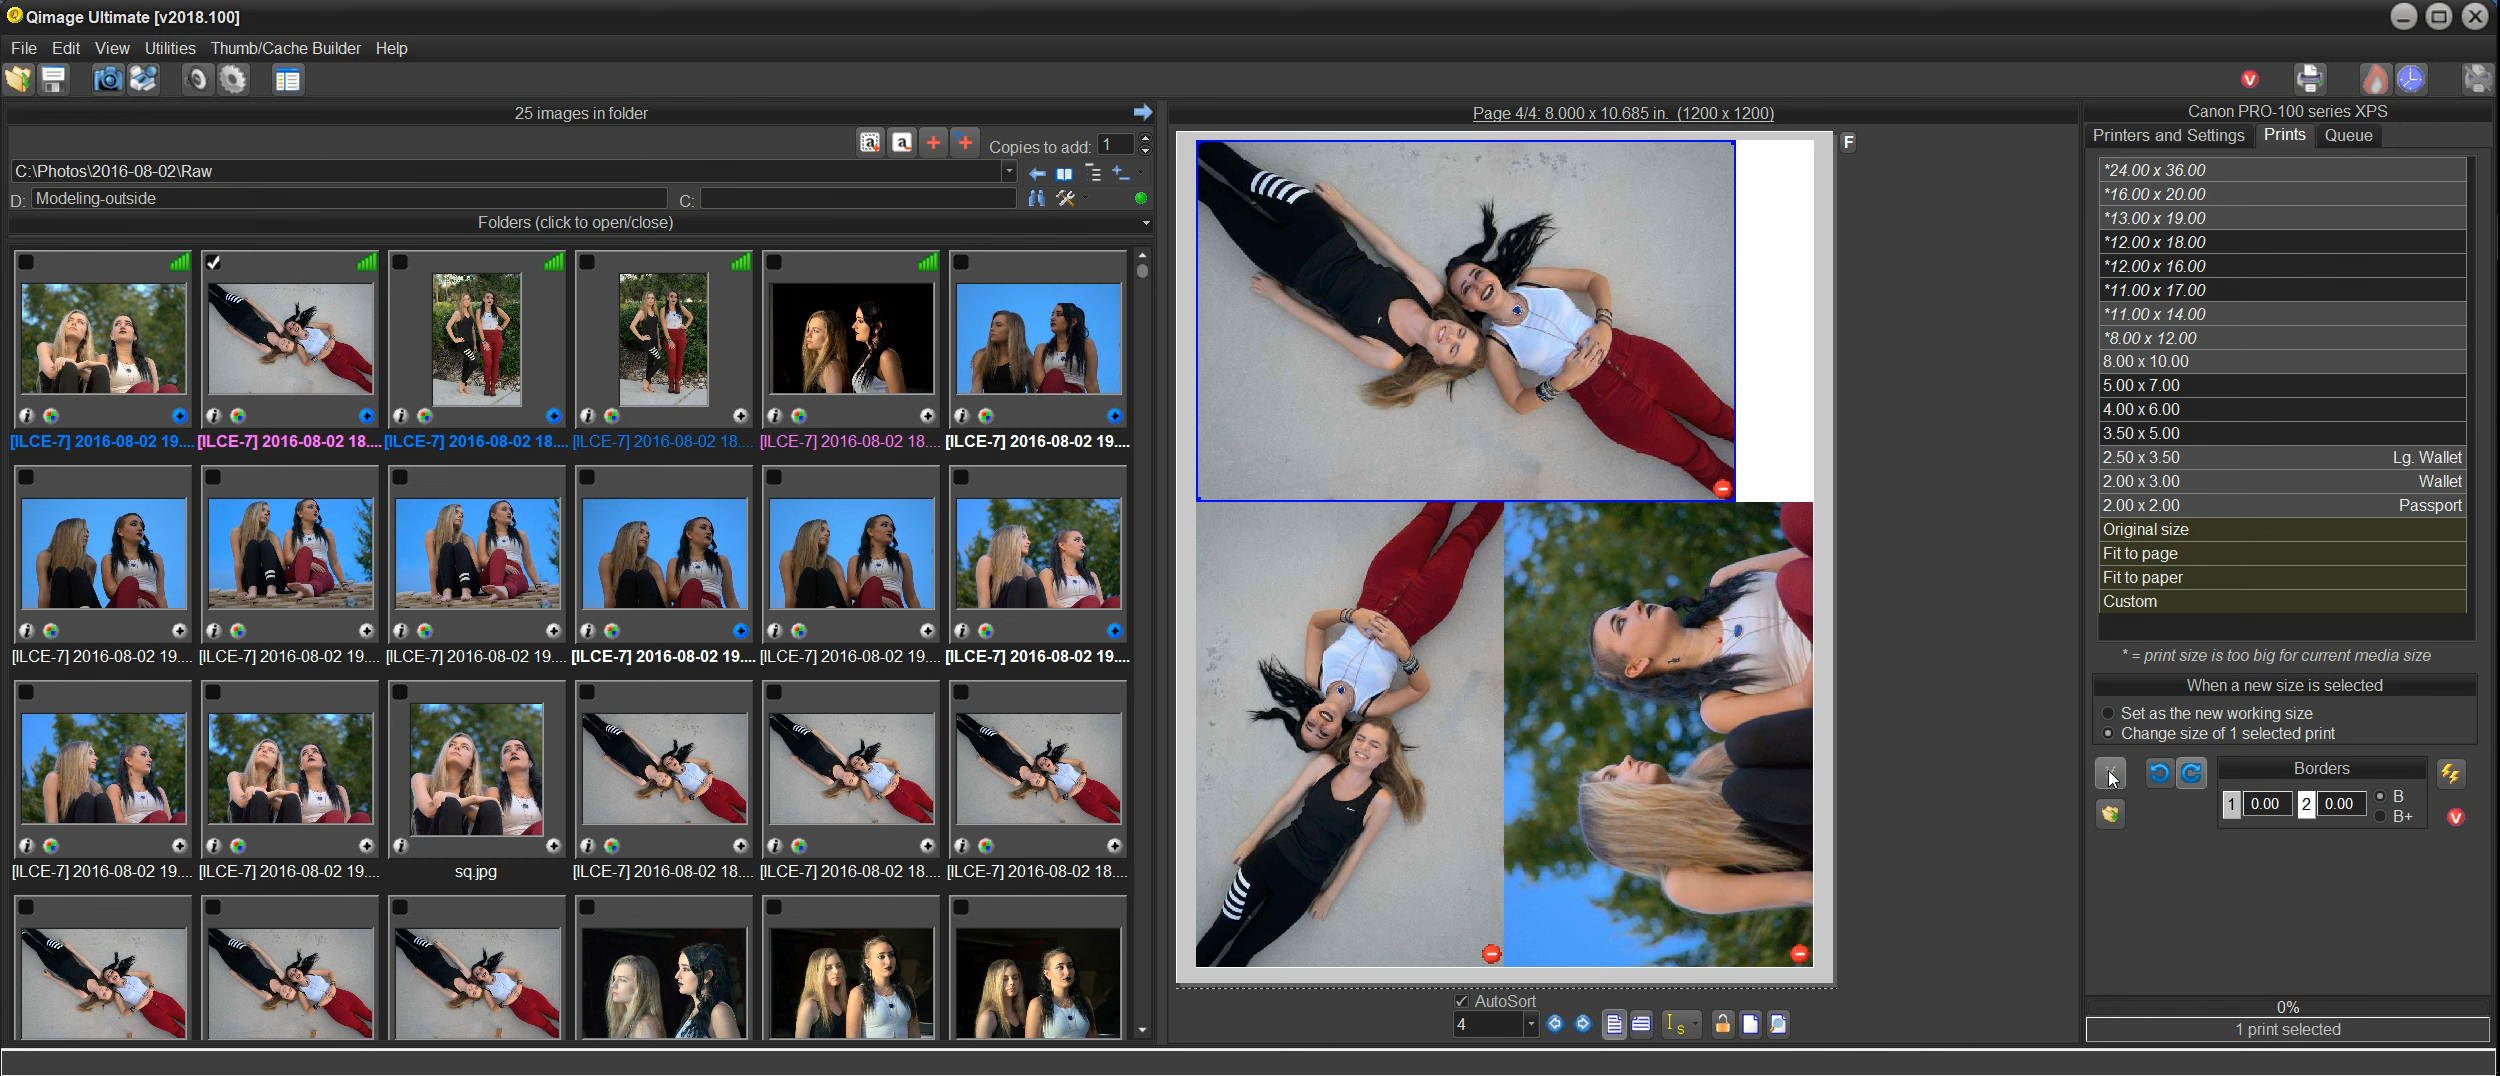 Qimage Ultimate [v2018.100]
File Edit View Utilities Thumb/Cache Builder Help
25 images in folder
Copies to add: 1
C:\Photos\2016-08-02\Raw
D: Modeling-outside C:
Folders (click to open/close)
[ILCE-7] 2016-08-02 19.... [ILCE-7] 2016-08-02 18.... [ILCE-7] 2016-08-02 18.... [ILCE-7] 2016-08-02 18.... [ILCE-7] 2016-08-02 18.... [ILCE-7] 2016-08-02 19....
[ILCE-7] 2016-08-02 19.... [ILCE-7] 2016-08-02 19.... [ILCE-7] 2016-08-02 19.... [ILCE-7] 2016-08-02 19.... [ILCE-7] 2016-08-02 19.... [ILCE-7] 2016-08-02 19....
[ILCE-7] 2016-08-02 19.... [ILCE-7] 2016-08-02 19.... sq.jpg [ILCE-7] 2016-08-02 18.... [ILCE-7] 2016-08-02 18.... [ILCE-7] 2016-08-02 18....
Page 4/4: 8.000 x 10.685 in. (1200 x 1200)
F
AutoSort
4
Canon PRO-100 series XPS
Printers and Settings Prints Queue
*24.00 x 36.00
*16.00 x 20.00
*13.00 x 19.00
*12.00 x 18.00
*12.00 x 16.00
*11.00 x 17.00
*11.00 x 14.00
*8.00 x 12.00
8.00 x 10.00
5.00 x 7.00
4.00 x 6.00
3.50 x 5.00
2.50 x 3.50 Lg. Wallet
2.00 x 3.00 Wallet
2.00 x 2.00 Passport
Original size
Fit to page
Fit to paper
Custom
* = print size is too big for current media size
When a new size is selected
Set as the new working size
Change size of 1 selected print
Borders
1 0.00 2 0.00 B
B+
V
0%
1 print selected